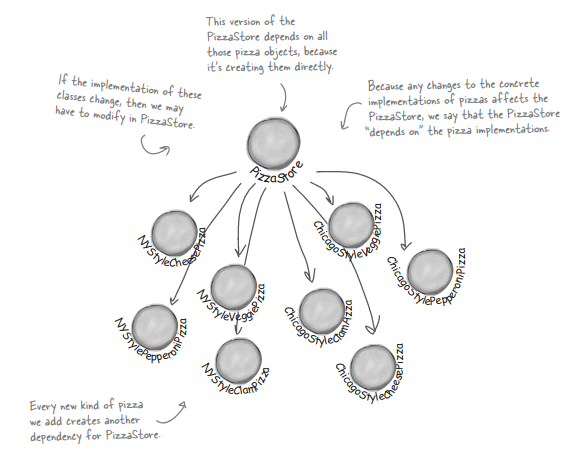 This version of the
PizzaStore depends on all
those pizza objects, because
it's creating them directly.
If the implementation of these
classes change, then we may
have to modify in PizzaStore.
Because any changes to the concrete
implementations of pizzas affects the
PizzaStore, we say that the PizzaStore
“depends on” the pizza implementations.
PizzaStore
NYStyleCheesePizza
ChicagoStyleVeggiePizza
ChicagoStylePepperoniPizza
NYStyleVeggiePizza
ChicagoStyleClamPizza
NYStylePepperoniPizza
NYStyleClamPizza
ChicagoStyleCheesePizza
Every new kind of pizza
we add creates another
dependency for PizzaStore.